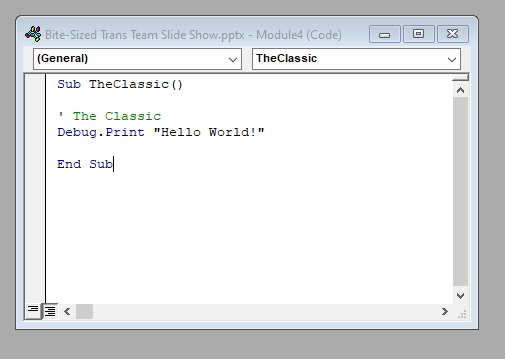 Bite-Sized Trans Team Slide Show.pptx - Module4 (Code)
(General) TheClassic
Sub TheClassic()
' The Classic
Debug.Print "Hello World!"
End Sub